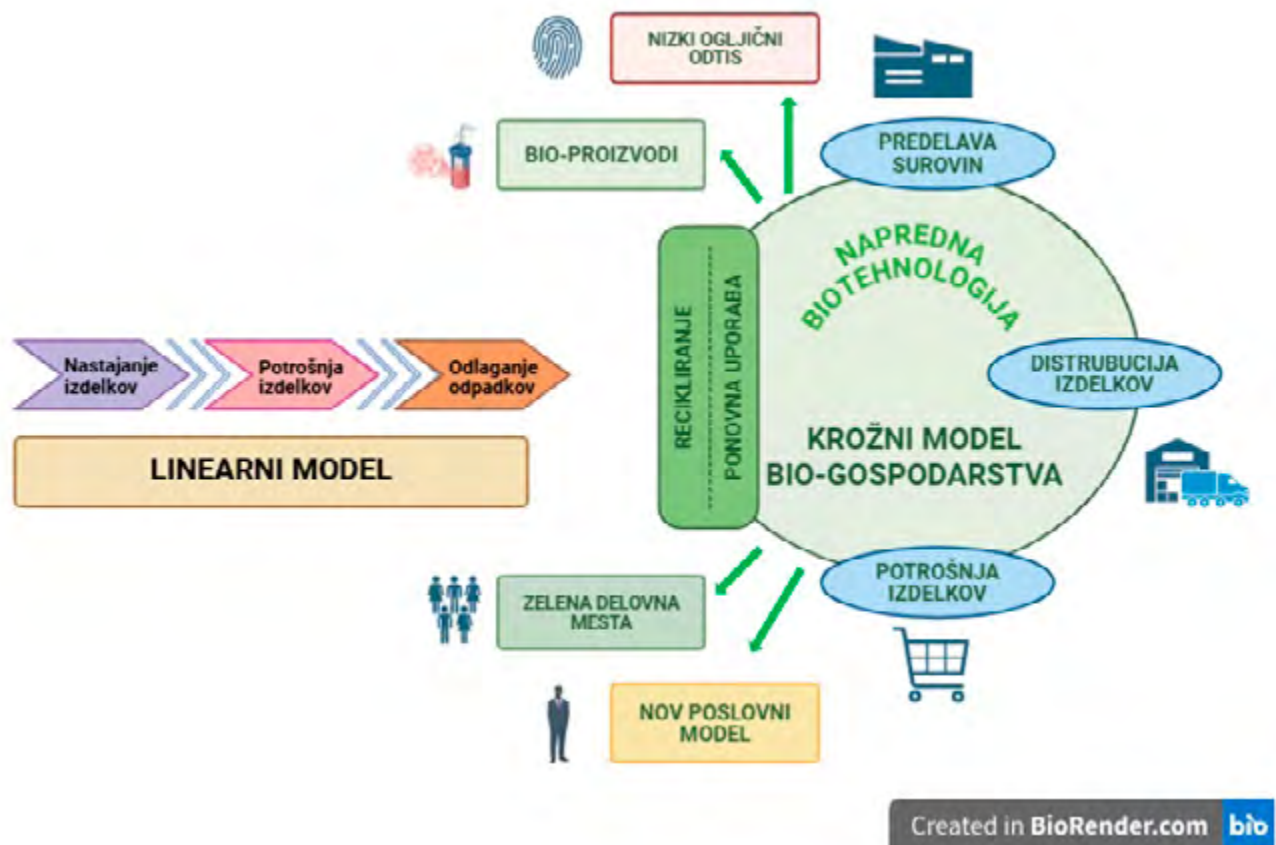 NIZKI OGLJIČNI
ODTIS
BIO-PROIZVODI
PREDELAVA
SUROVIN
NAPREDNA
BIOTEHNOLOGIJA
RECIKLIRANJE
PONOVNA UPORABA
Nastajanje
izdelkov
Potrošnja
izdelkov
Odlaganje
odpadkov
LINEARNI MODEL
DISTRUBUCIJA
IZDELKOV
KROŽNI MODEL
BIO-GOSPODARSTVA
POTROŠNJA
IZDELKOV
ZELENA DELOVNA
MESTA
NOV POSLOVNI
MODEL
Created in BioRender.com bio